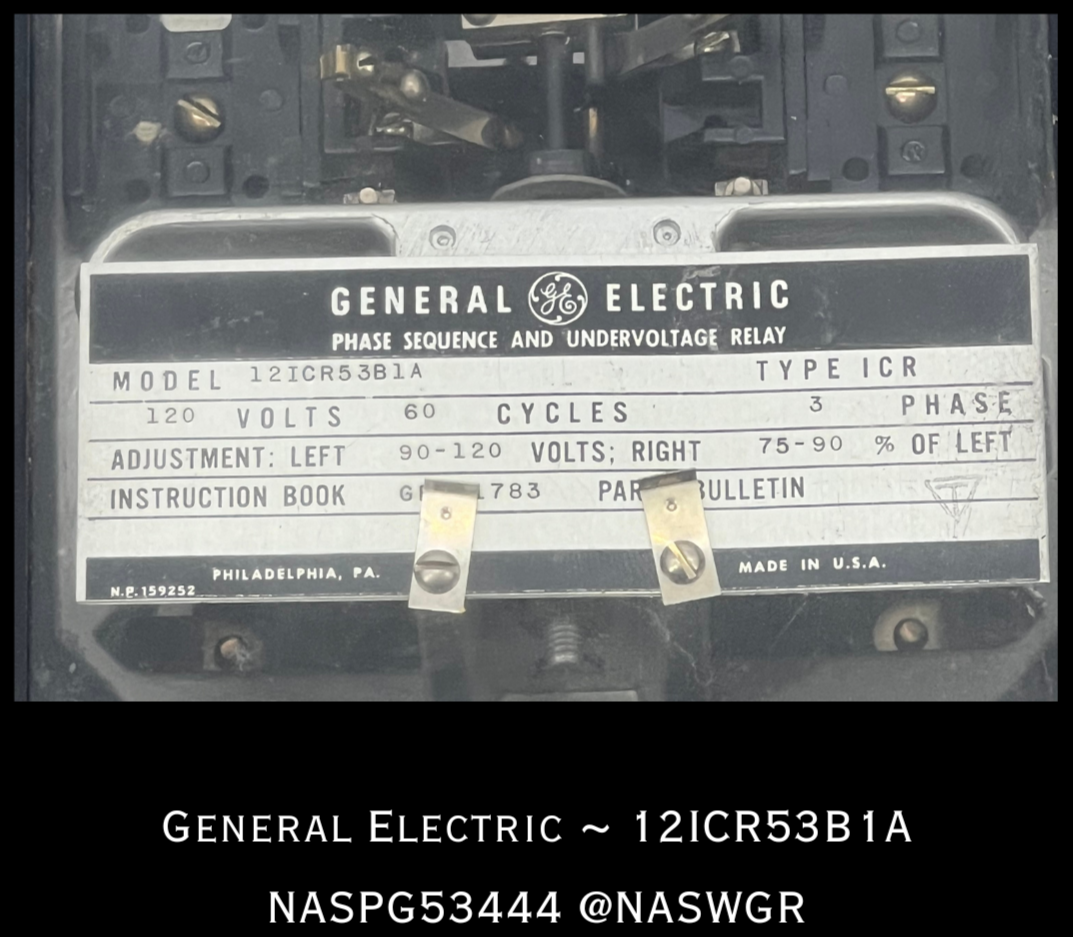 GENERAL GE ELECTRIC
PHASE SEQUENCE AND UNDERVOLTAGE RELAY
MODEL 12ICR53B1A TYPE ICR
120 VOLTS 60 CYCLES 3 PHASE
ADJUSTMENT: LEFT 90-120 VOLTS; RIGHT 75-90 % OF LEFT
INSTRUCTION BOOK BULLETIN
PHILADELPHIA, PA. MADE IN U.S.A.
N.P. 159252
GENERAL ELECTRIC ~ 12ICR53B1A
NASPG53444 @NASWGR